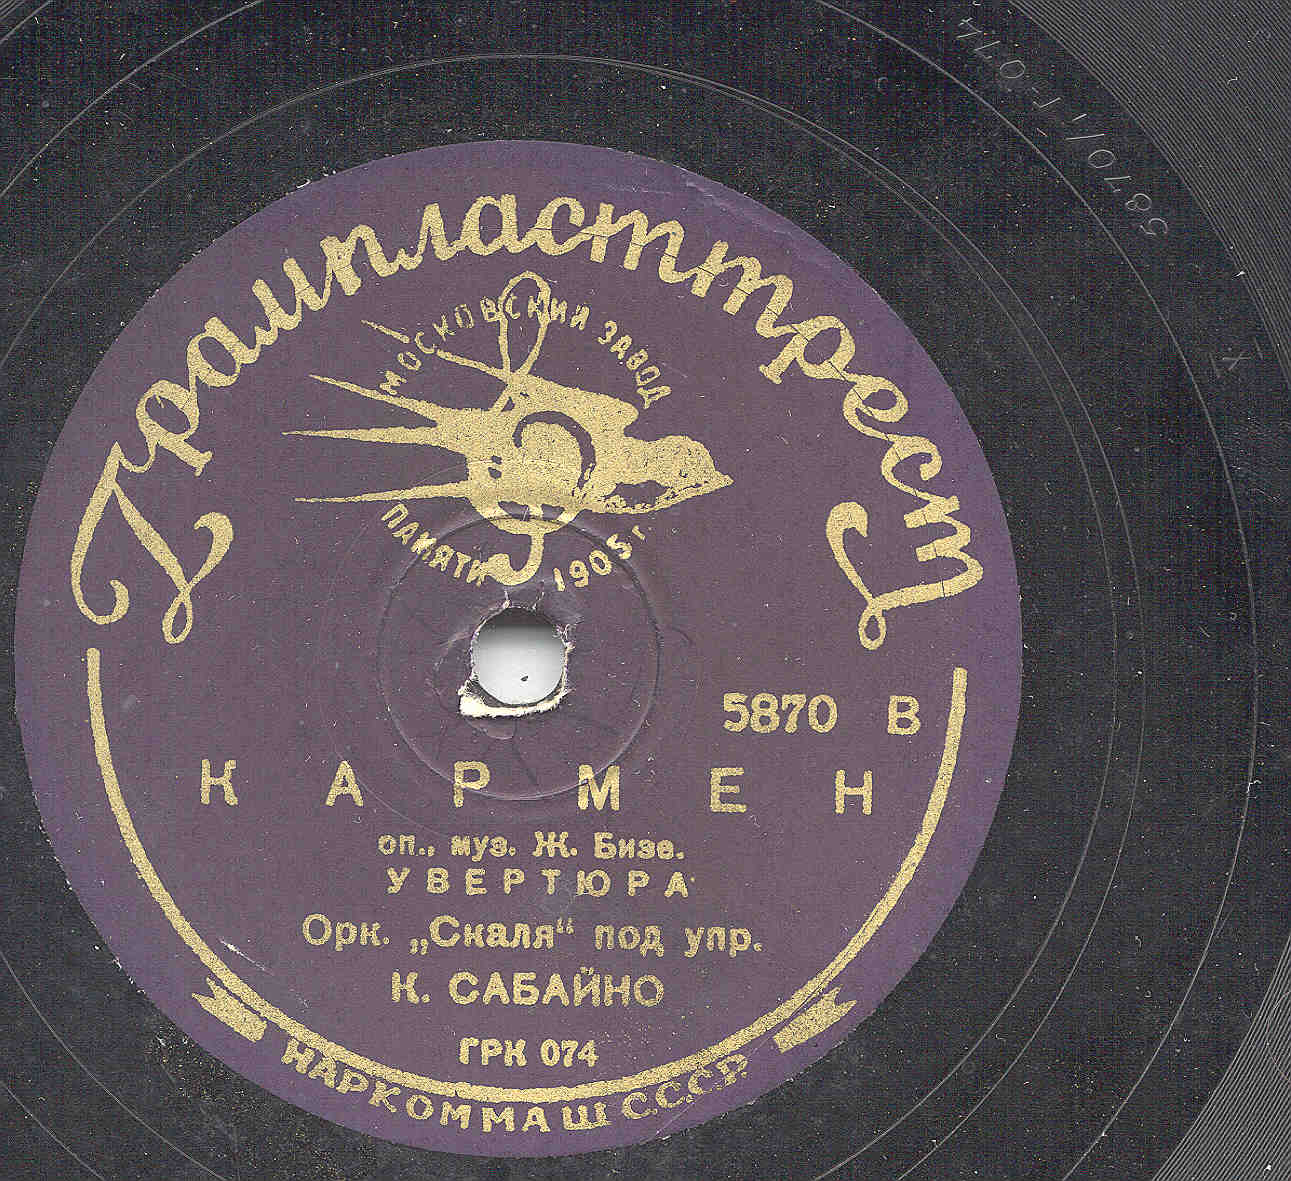 Грампласттрест
МОСКОВСКИЙ ЗАВОД
ПАМЯТИ 1905 г.
5870 В
КАРМЕН
оп., муз. Ж. Бизе.
УВЕРТЮРА
Орк. „Скаля“ под упр.
К. САБАЙНО
ГРК 074
НАРКОММАШ С.С.С.Р.
5870/1 Г-074